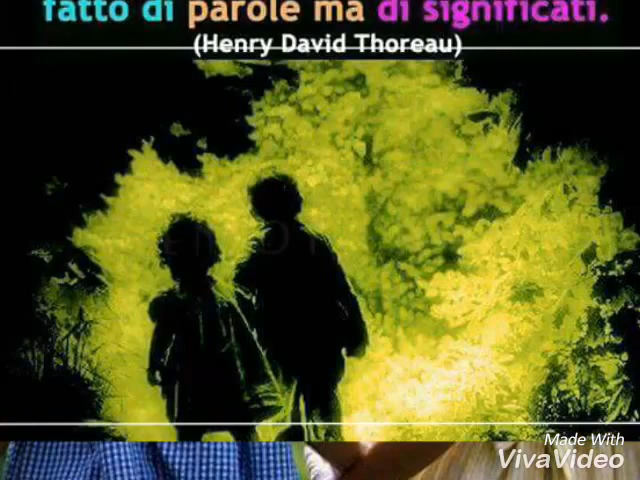 fatto di parole ma di significati.
(Henry David Thoreau)
Made With
VivaVideo